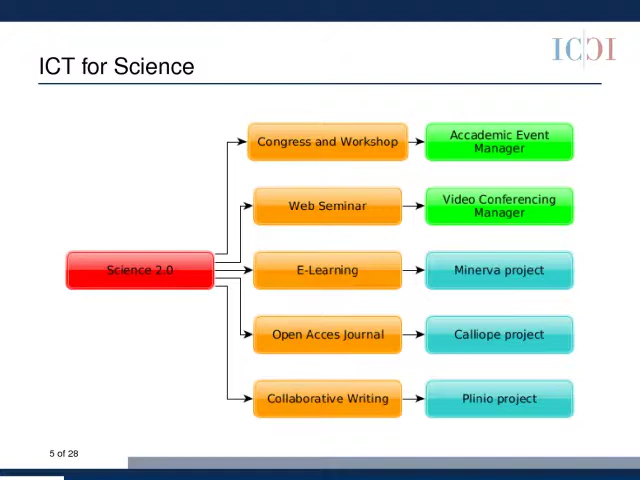 ICCI
ICT for Science
Congress and Workshop
Accademic Event
Manager
Web Seminar
Video Conferencing
Manager
Science 2.0
E-Learning
Minerva project
Open Acces Journal
Calliope project
Collaborative Writing
Plinio project
5 of 28